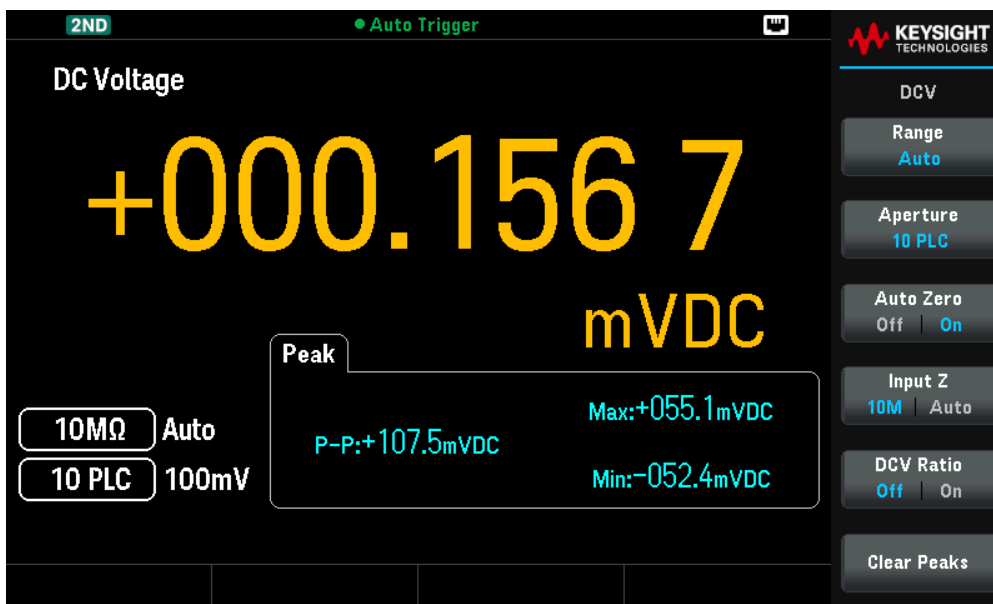 2ND
Auto Trigger
KEYSIGHT
TECHNOLOGIES
DC Voltage
+000.156 7
mVDC
Peak
P-P:+107.5mVDC
Max:+055.1mVDC
Min:-052.4mVDC
10MΩ Auto
10 PLC 100mV
DCV
Range
Auto
Aperture
10 PLC
Auto Zero
Off On
Input Z
10M Auto
DCV Ratio
Off On
Clear Peaks